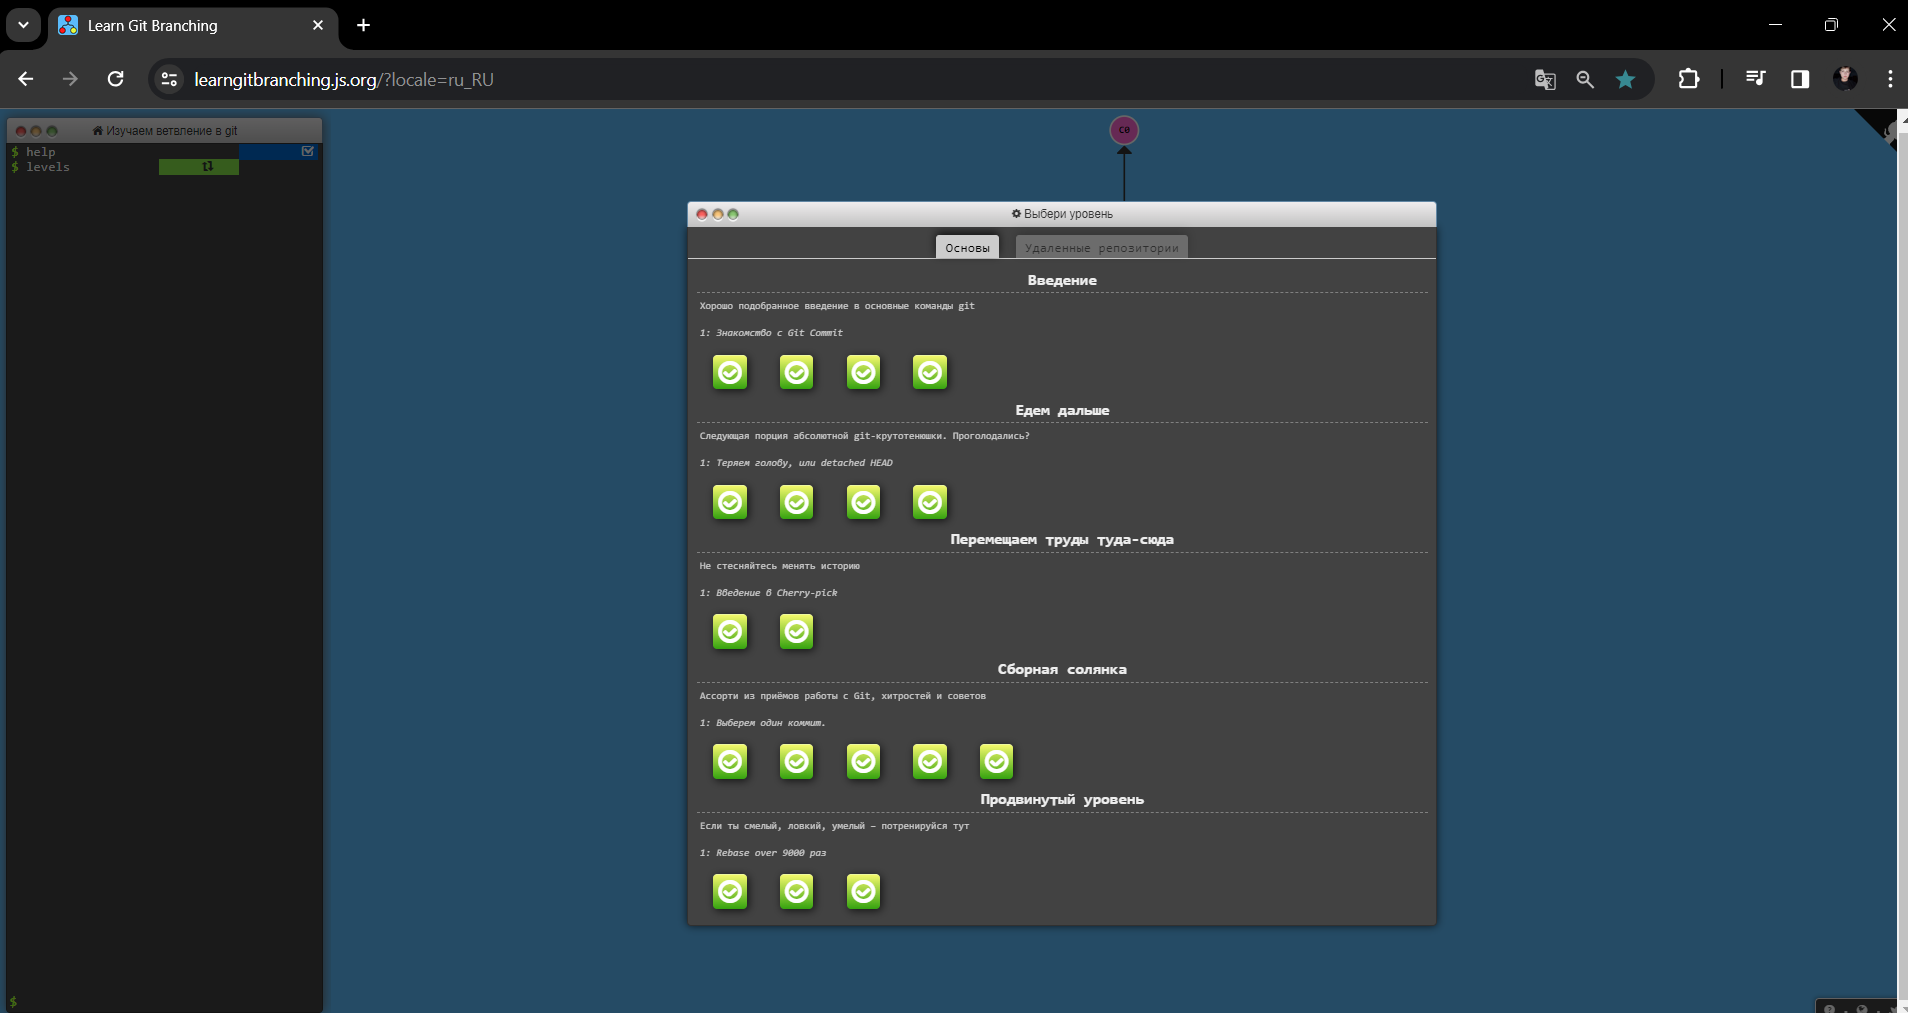 Learn Git Branching
learngitbranching.js.org/?locale=ru_RU
Изучаем ветвление в git
$ help
$ levels
$
C0
Выбери уровень
Основы
Удаленные репозитории
Введение
Хорошо подобранное введение в основные команды git
1: Знакомство с Git Commit
Едем дальше
Следующая порция абсолютной git-крутотенюшки. Проголодались?
1: Теряем голову, или detached HEAD
Перемещаем труды туда-сюда
Не стесняйтесь менять историю
1: Введение в Cherry-pick
Сборная солянка
Ассорти из приёмов работы с Git, хитростей и советов
1: Выберем один коммит.
Продвинутый уровень
Если ты смелый, ловкий, умелый – потренируйся тут
1: Rebase over 9000 раз